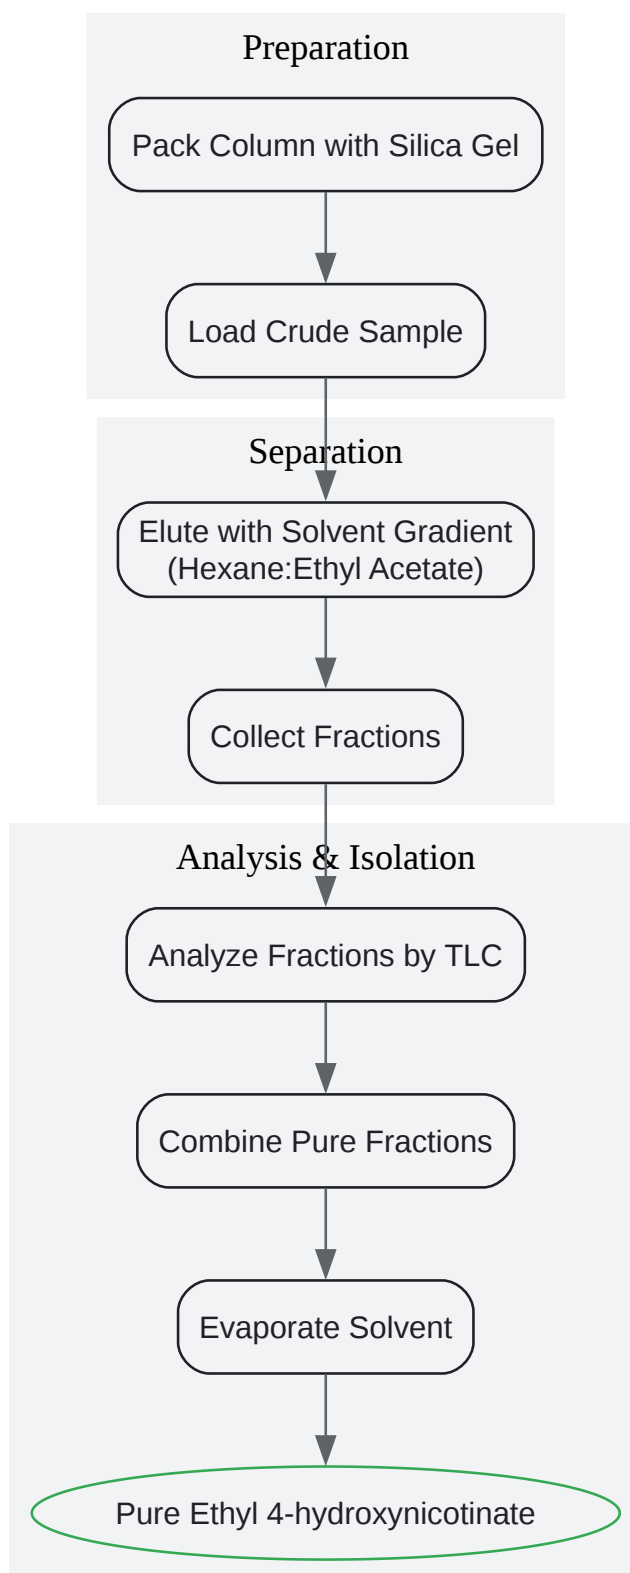 Preparation
Pack Column with Silica Gel
Load Crude Sample
Separation
Elute with Solvent Gradient
(Hexane:Ethyl Acetate)
Collect Fractions
Analysis & Isolation
Analyze Fractions by TLC
Combine Pure Fractions
Evaporate Solvent
Pure Ethyl 4-hydroxynicotinate